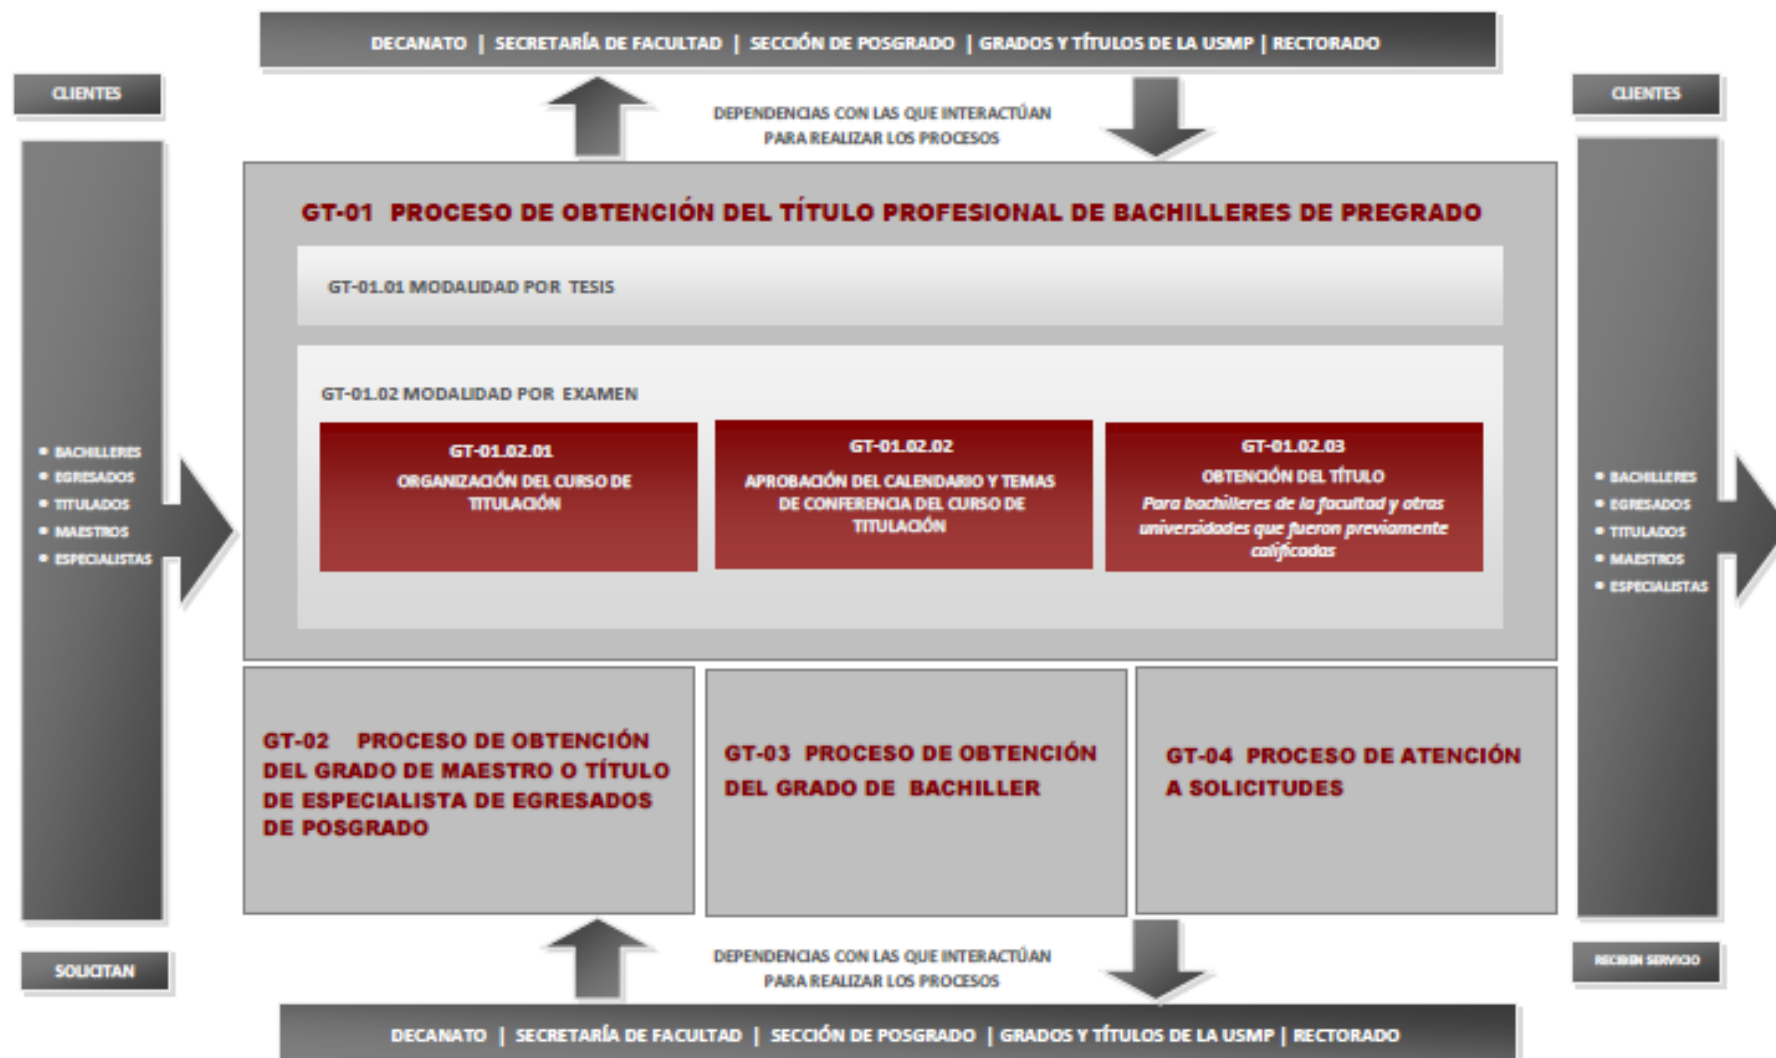 DECANATO | SECRETARÍA DE FACULTAD | SECCIÓN DE POSGRADO | GRADOS Y TÍTULOS DE LA USMP | RECTORADO
CLIENTES
DEPENDENCIAS CON LAS QUE INTERACTÚAN
PARA REALIZAR LOS PROCESOS
CLIENTES
• BACHILLERES
• EGRESADOS
• TITULADOS
• MAESTROS
• ESPECIALISTAS
SOLICITAN
GT-01 PROCESO DE OBTENCIÓN DEL TÍTULO PROFESIONAL DE BACHILLERES DE PREGRADO
GT-01.01 MODALIDAD POR TESIS
GT-01.02 MODALIDAD POR EXAMEN
GT-01.02.01
ORGANIZACIÓN DEL CURSO DE
TITULACIÓN
GT-01.02.02
APROBACIÓN DEL CALENDARIO Y TEMAS
DE CONFERENCIA DEL CURSO DE
TITULACIÓN
GT-01.02.03
OBTENCIÓN DEL TÍTULO
Para bachilleres de la facultad y otras
universidades que fueron previamente
calificadas
GT-02 PROCESO DE OBTENCIÓN
DEL GRADO DE MAESTRO O TÍTULO
DE ESPECIALISTA DE EGRESADOS
DE POSGRADO
GT-03 PROCESO DE OBTENCIÓN
DEL GRADO DE BACHILLER
GT-04 PROCESO DE ATENCIÓN
A SOLICITUDES
• BACHILLERES
• EGRESADOS
• TITULADOS
• MAESTROS
• ESPECIALISTAS
RECIBEN SERVICIO
DEPENDENCIAS CON LAS QUE INTERACTÚAN
PARA REALIZAR LOS PROCESOS
DECANATO | SECRETARÍA DE FACULTAD | SECCIÓN DE POSGRADO | GRADOS Y TÍTULOS DE LA USMP | RECTORADO